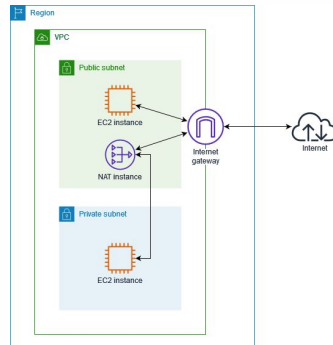 Region
VPC
Public subnet
EC2 instance
NAT instance
Internet
gateway
Internet
Private subnet
EC2 instance